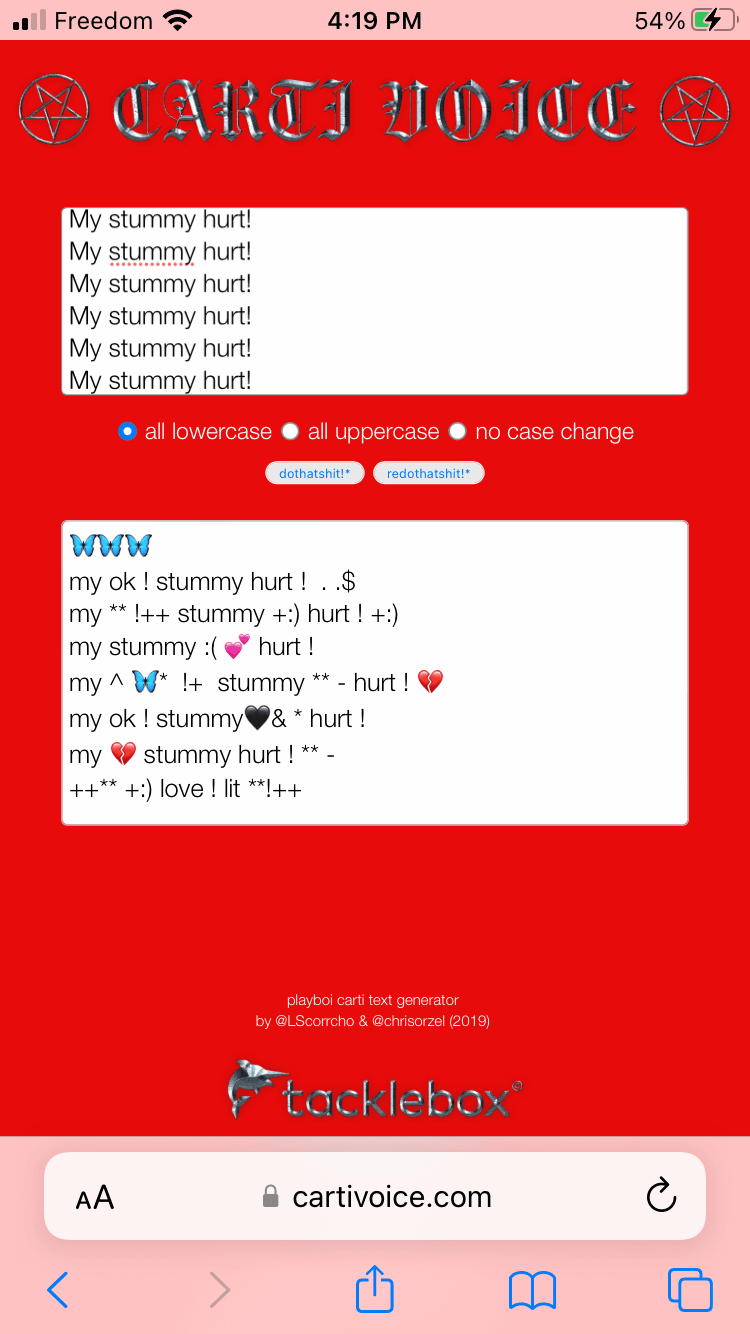 Freedom 4:19 PM 54%
CARTI VOICE
My stummy hurt!
My stummy hurt!
My stummy hurt!
My stummy hurt!
My stummy hurt!
My stummy hurt!
all lowercase all uppercase no case change
dothatshit!* redothatshit!*
🦋🦋🦋
my ok ! stummy hurt !  . .$
my ** !++ stummy +:) hurt ! +:)
my stummy :( 💕 hurt !
my ^ 🦋*  !+  stummy ** - hurt ! 💔
my ok ! stummy🖤& * hurt !
my 💔 stummy hurt ! ** -
++** +:) love ! lit **!++
playboi carti text generator
by @LScorrcho & @chrisorzel (2019)
tacklebox®
AA cartivoice.com